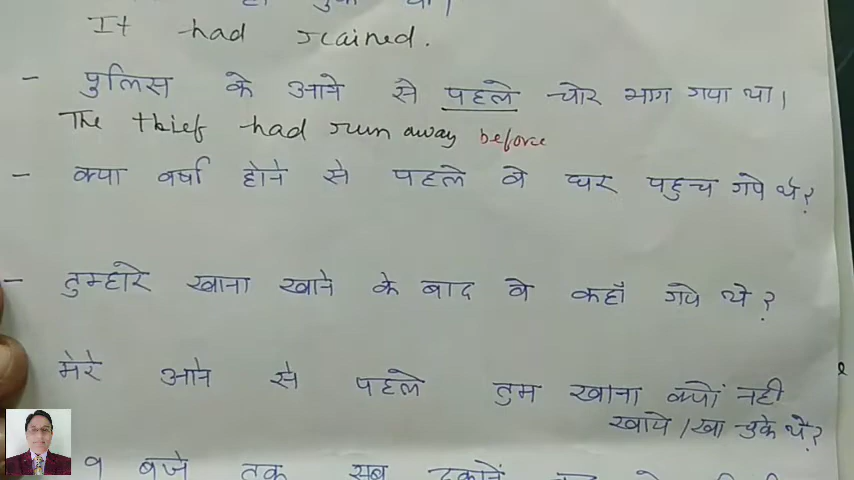 It had rained.
- पुलिस के आने से पहले चोर भाग गया था।
The thief had run away before
- क्या वर्षा होने से पहले वे घर पहुच गये थे?
- तुम्हारे खाना खाने के बाद वे कहाँ गये थे?
मेरे आने से पहले तुम खाना क्यों नही
खाये / खा चुके थे?
9 बजे तक सब दुकानें